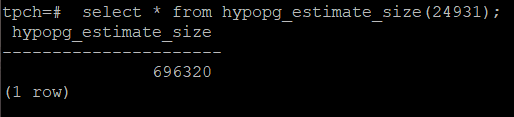 tpch=#  select * from hypopg_estimate_size(24931);
 hypopg_estimate_size
----------------------
               696320
(1 row)